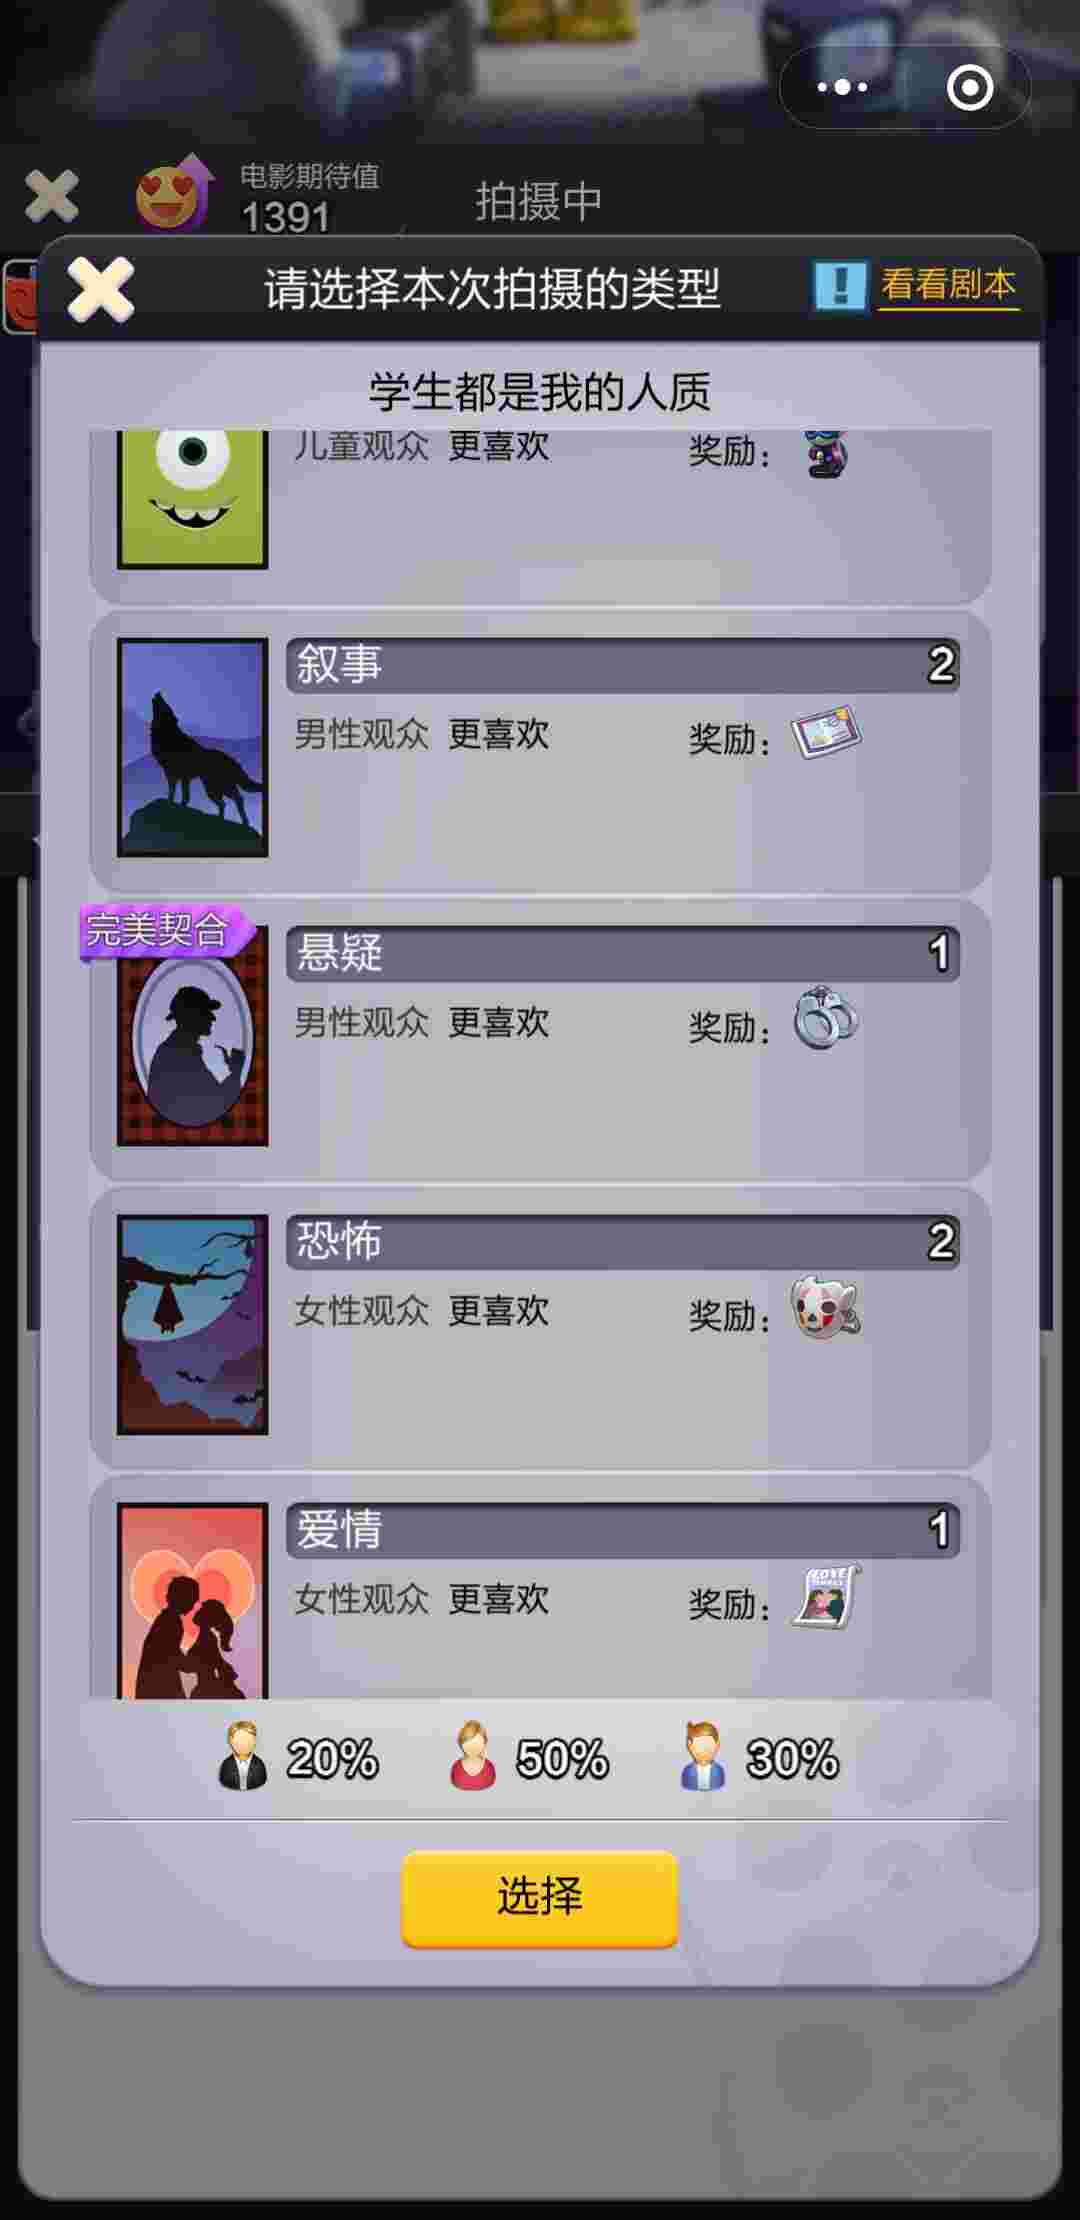 电影期待值
1391
拍摄中
请选择本次拍摄的类型
看看剧本
学生都是我的人质
儿童观众 更喜欢 奖励：
叙事 2
男性观众 更喜欢 奖励：
完美契合
悬疑 1
男性观众 更喜欢 奖励：
恐怖 2
女性观众 更喜欢 奖励：
爱情 1
女性观众 更喜欢 奖励：
LOVE
20% 50% 30%
选择